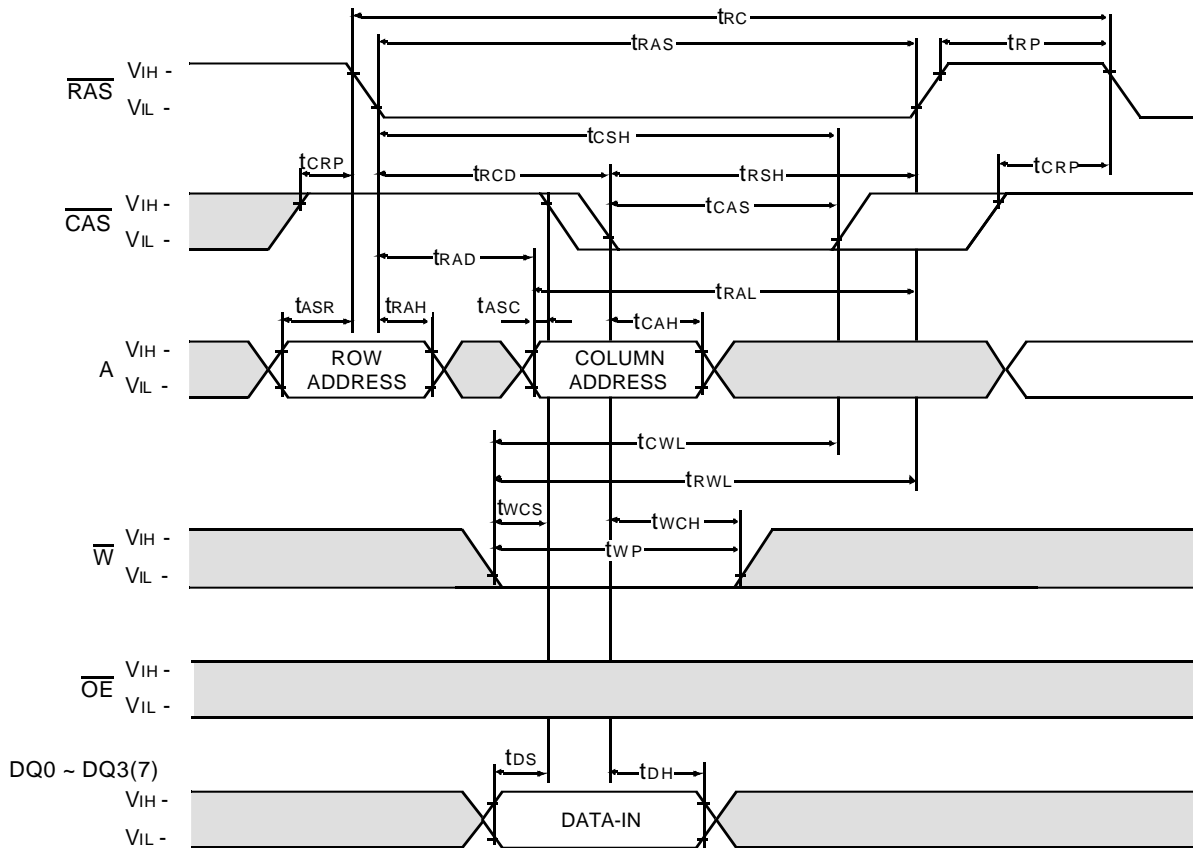 tRC
tRAS
tRP
RAS
VIH -
VIL -
tCSH
tCRP
tRCD
tRSH
tCRP
CAS
VIH -
VIL -
tCAS
tRAD
tRAL
tASR
tRAH
tASC
tCAH
A
VIH -
VIL -
ROW
ADDRESS
COLUMN
ADDRESS
tCWL
tRWL
tWCS
tWCH
W
VIH -
VIL -
tWP
OE
VIH -
VIL -
tDS
tDH
DQ0 ~ DQ3(7)
VIH -
VIL -
DATA-IN